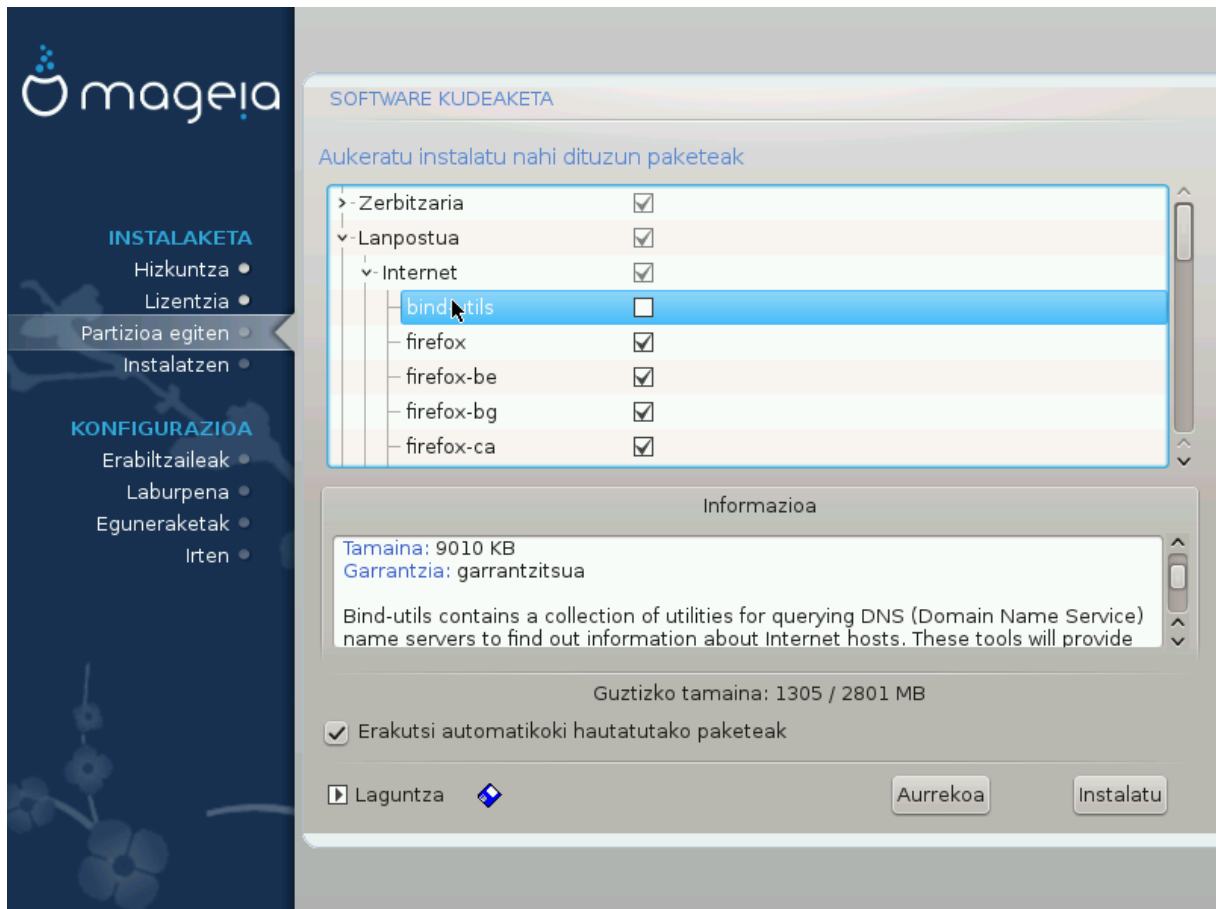 mageia
INSTALAKETA
Hizkuntza
Lizentzia
Partizioa egiten
Instalatzen
KONFIGURAZIOA
Erabiltzaileak
Laburpena
Eguneraketak
Irten
SOFTWARE KUDEAKETA
Aukeratu instalatu nahi dituzun paketeak
Zerbitzaria
Lanpostua
Internet
bind-utils
firefox
firefox-be
firefox-bg
firefox-ca
Informazioa
Tamaina: 9010 KB
Garrantzia: garrantzitsua
Bind-utils contains a collection of utilities for querying DNS (Domain Name Service)
name servers to find out information about Internet hosts. These tools will provide
Guztizko tamaina: 1305 / 2801 MB
Erakutsi automatikoki hautatutako paketeak
Laguntza
Aurrekoa
Instalatu